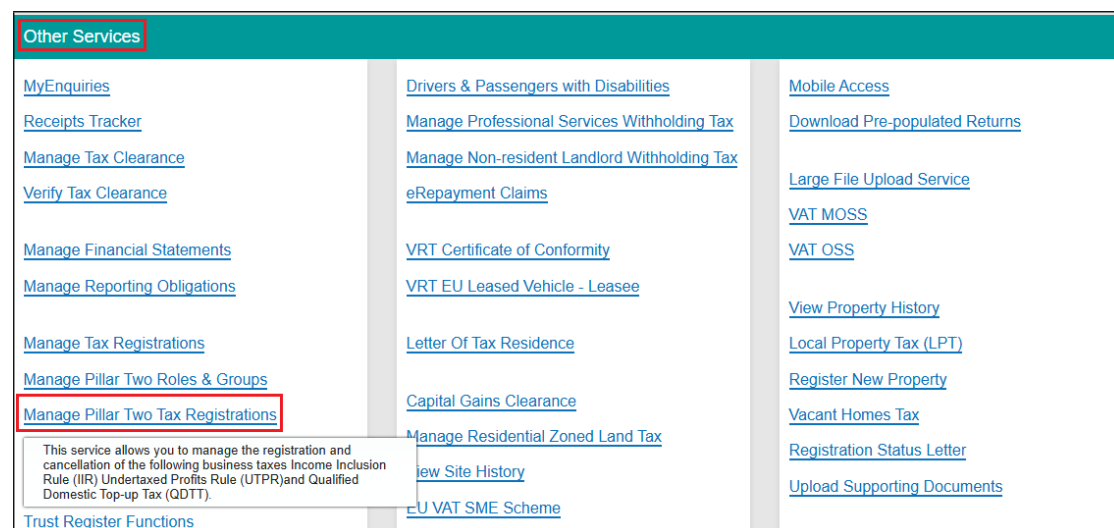 Other Services
MyEnquiries
Receipts Tracker
Manage Tax Clearance
Verify Tax Clearance
Manage Financial Statements
Manage Reporting Obligations
Manage Tax Registrations
Manage Pillar Two Roles & Groups
Manage Pillar Two Tax Registrations
This service allows you to manage the registration and
cancellation of the following business taxes Income Inclusion
Rule (IIR) Undertaxed Profits Rule (UTPR)and Qualified
Domestic Top-up Tax (QDTT).
Trust Register Functions
Drivers & Passengers with Disabilities
Manage Professional Services Withholding Tax
Manage Non-resident Landlord Withholding Tax
eRepayment Claims
VRT Certificate of Conformity
VRT EU Leased Vehicle - Leasee
Letter Of Tax Residence
Capital Gains Clearance
Manage Residential Zoned Land Tax
View Site History
EU VAT SME Scheme
Mobile Access
Download Pre-populated Returns
Large File Upload Service
VAT MOSS
VAT OSS
View Property History
Local Property Tax (LPT)
Register New Property
Vacant Homes Tax
Registration Status Letter
Upload Supporting Documents